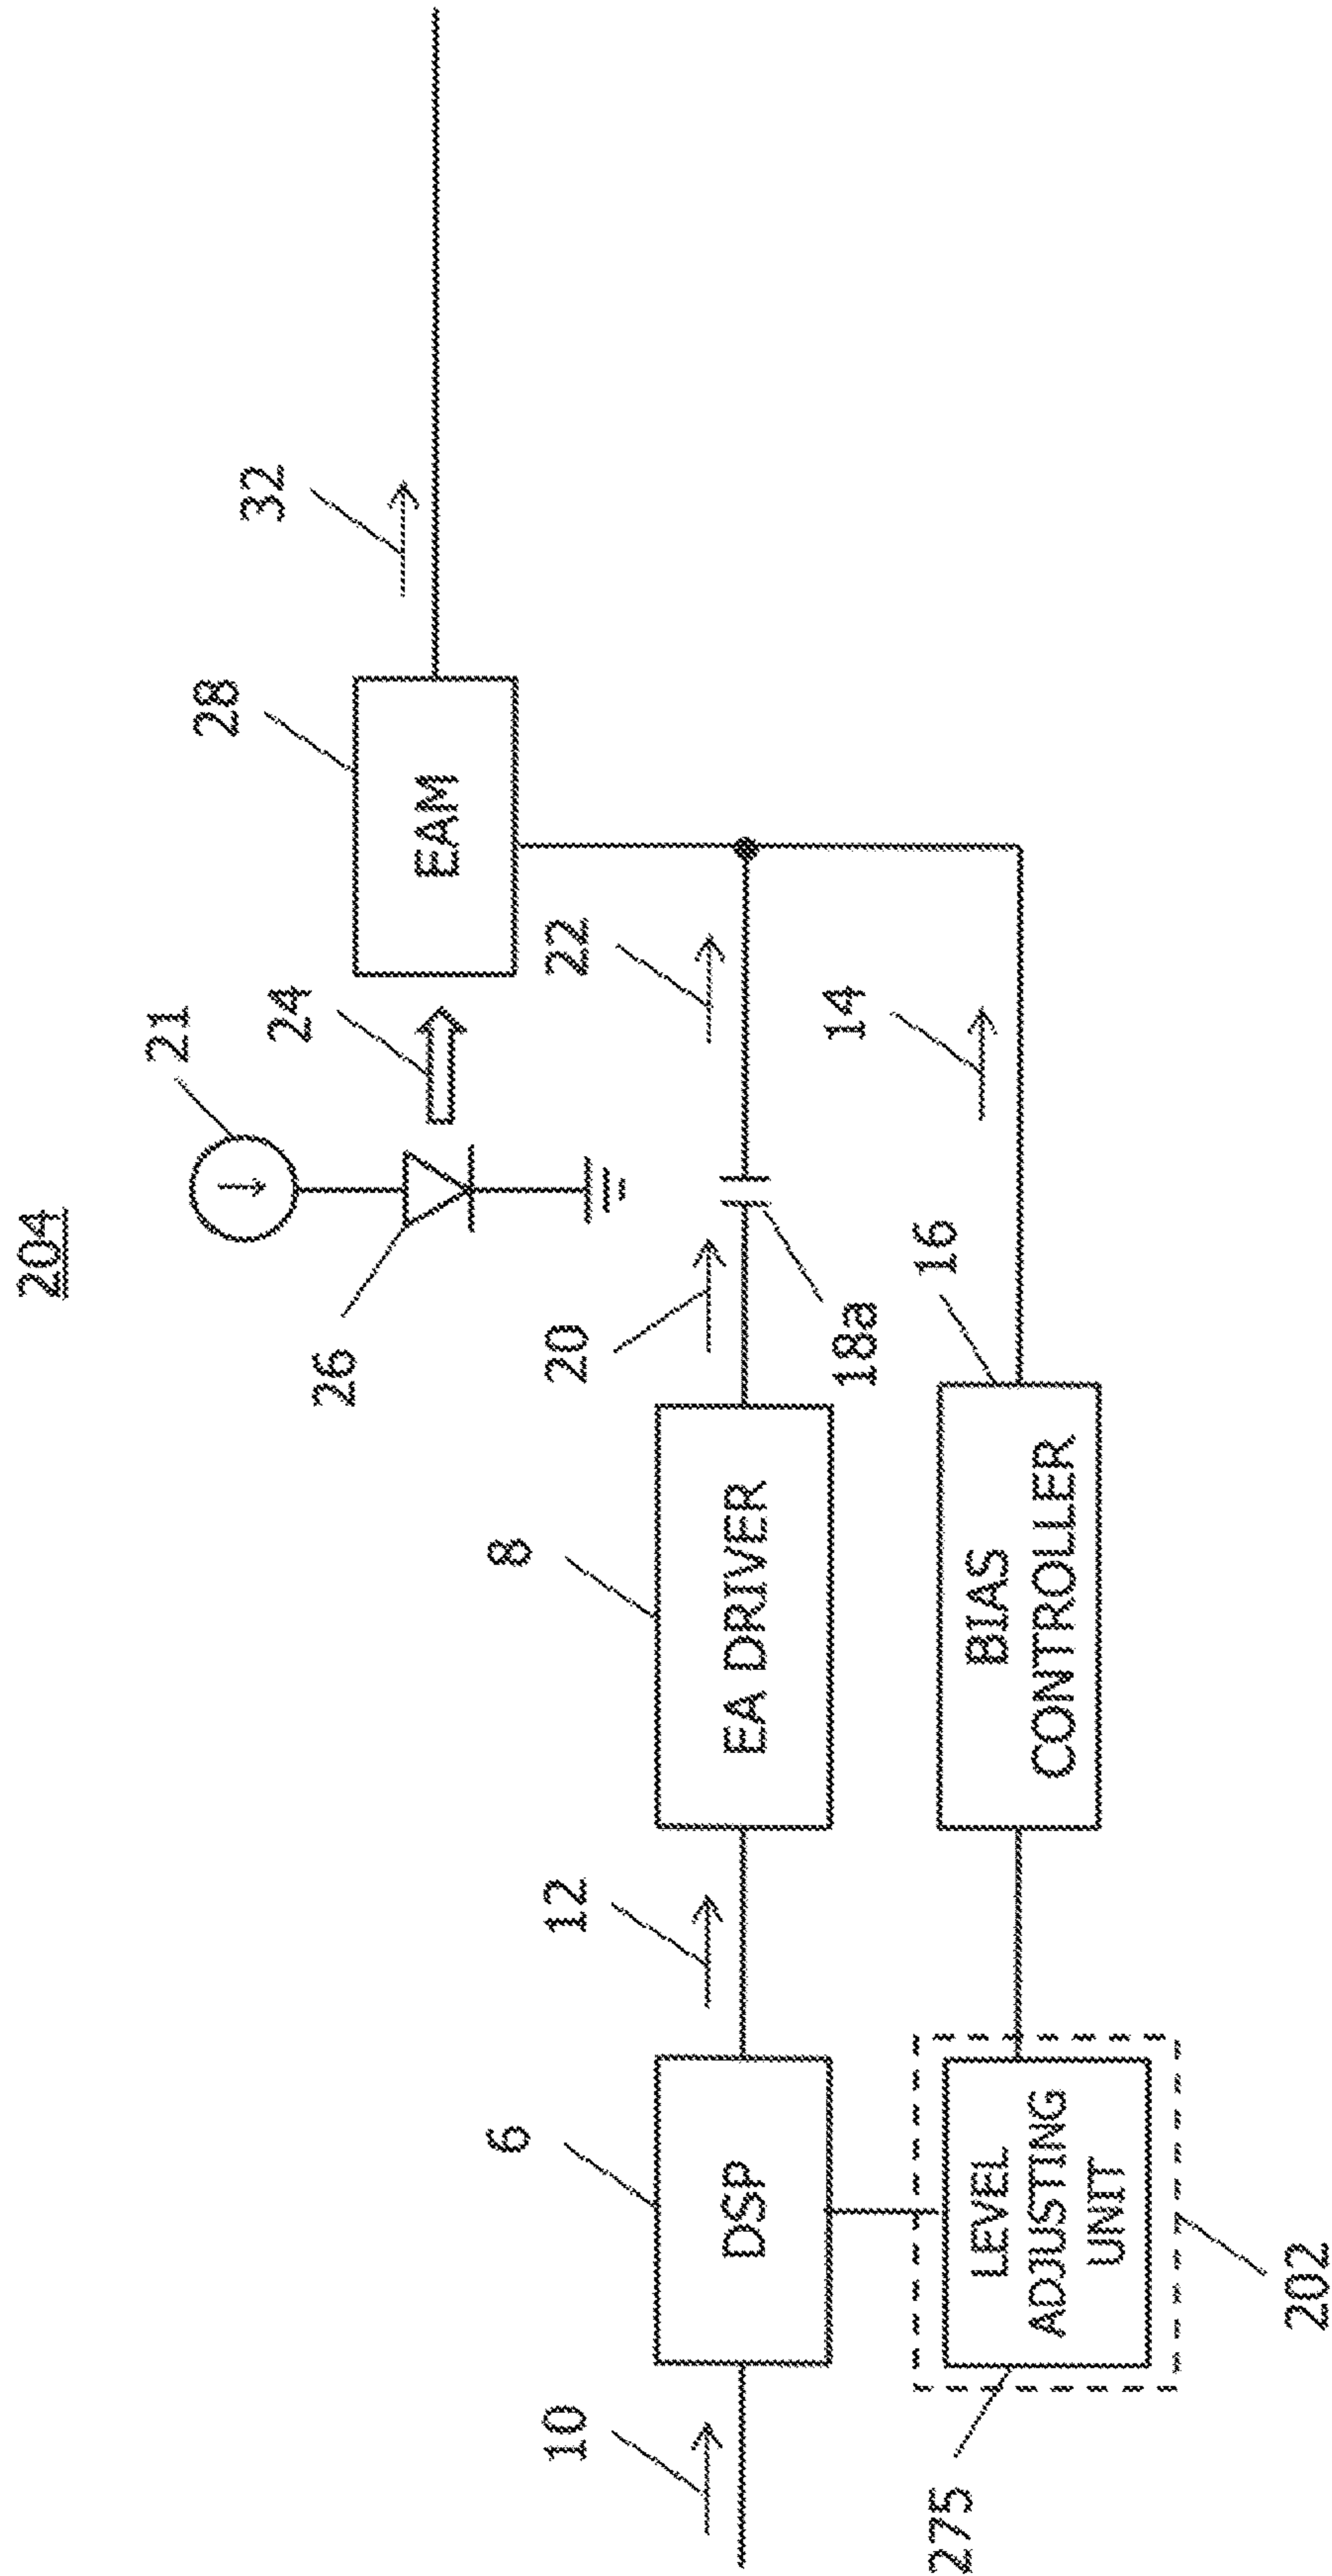 204
21
28
32
24
26
EAM
22
20
18a
14
8
EA DRIVER
16
BIAS
CONTROLLER
12
6
DSP
10
LEVEL
ADJUSTING
UNIT
275
202